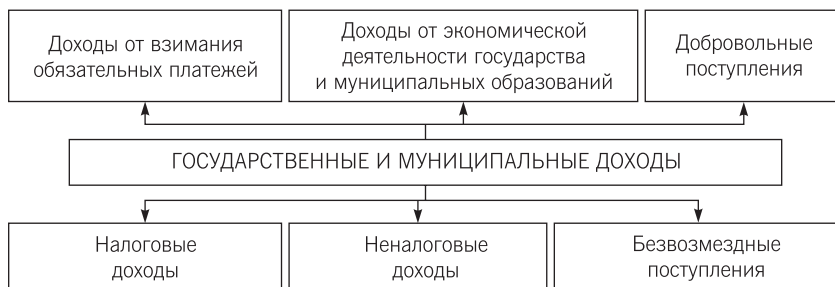 Доходы от взимания
обязательных платежей
Доходы от экономической
деятельности государства
и муниципальных образований
Добровольные
поступления
ГОСУДАРСТВЕННЫЕ И МУНИЦИПАЛЬНЫЕ ДОХОДЫ
Налоговые
доходы
Неналоговые
доходы
Безвозмездные
поступления